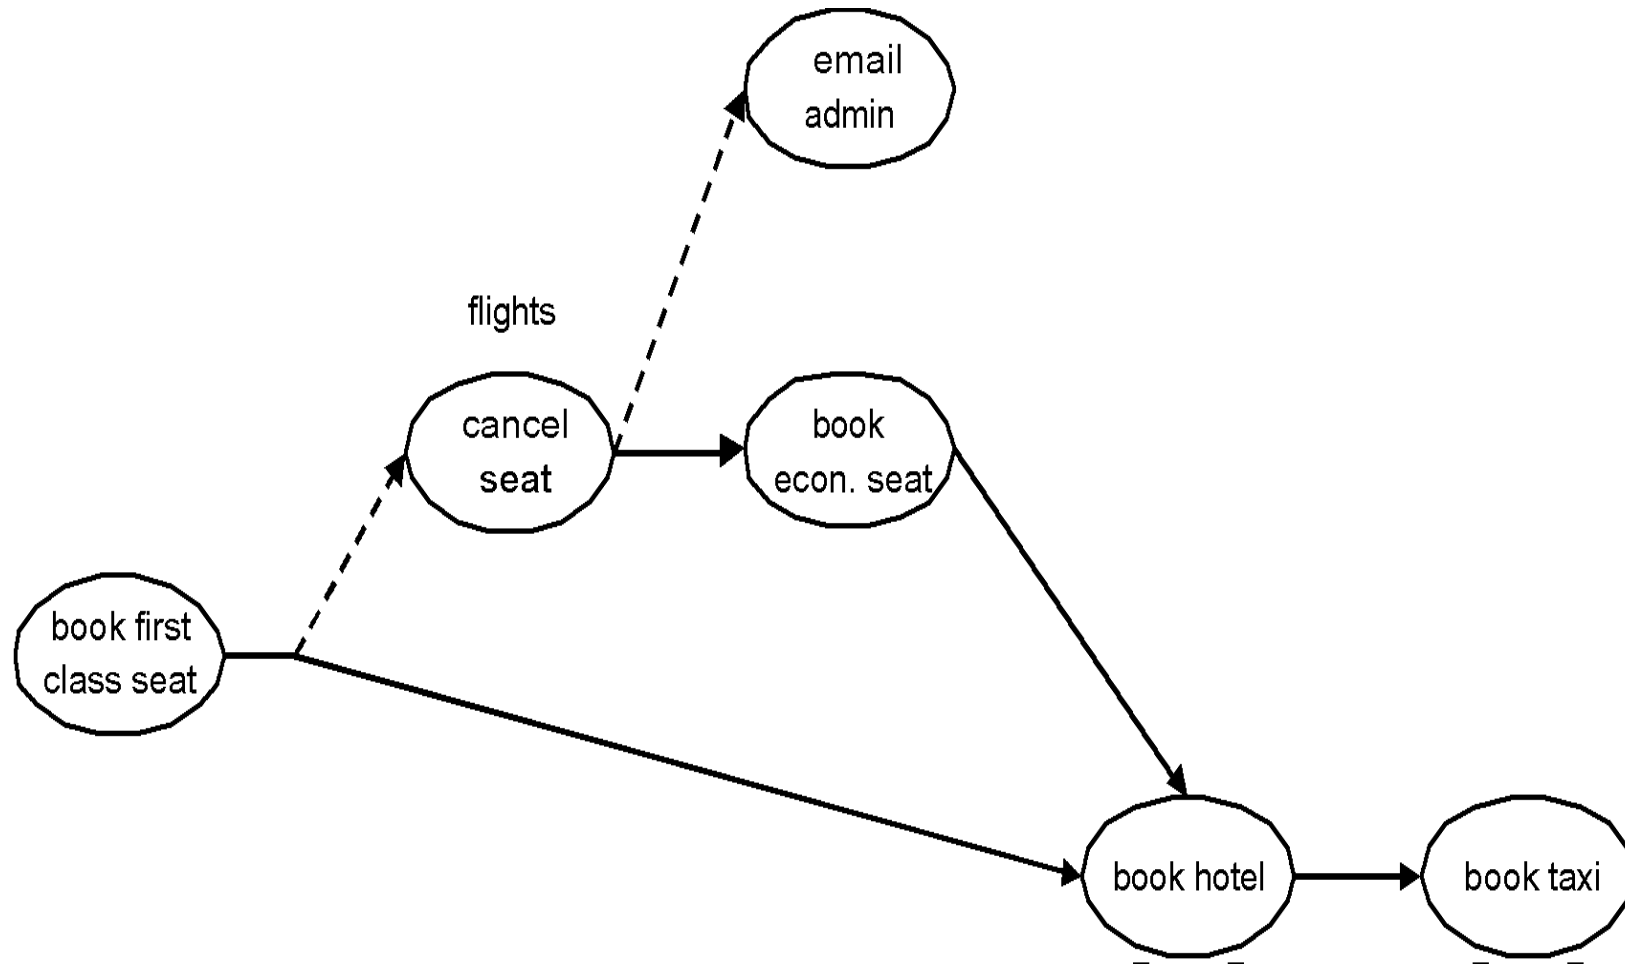 email
admin
flights
cancel
seat
book
econ. seat
book first
class seat
book hotel
book taxi